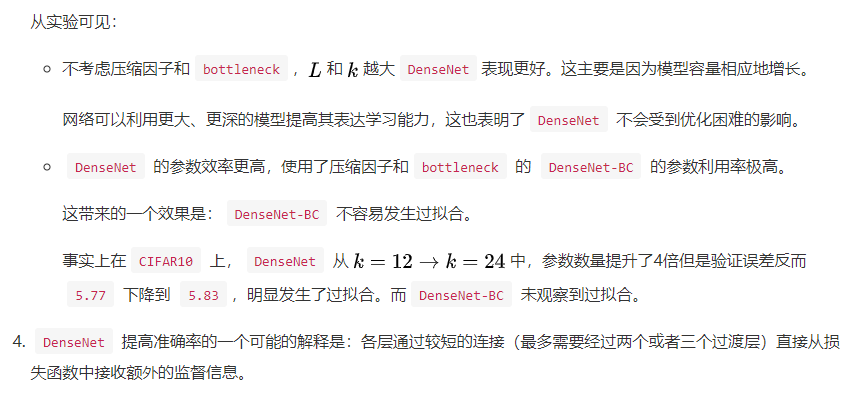 从实验可见：
不考虑压缩因子和 bottleneck ，L 和 k 越大 DenseNet 表现更好。这主要是因为模型容量相应地增长。
网络可以利用更大、更深的模型提高其表达学习能力，这也表明了 DenseNet 不会受到优化困难的影响。
DenseNet 的参数效率更高，使用了压缩因子和 bottleneck 的 DenseNet-BC 的参数利用率极高。
这带来的一个效果是： DenseNet-BC 不容易发生过拟合。
事实上在 CIFAR10 上， DenseNet 从 k = 12 → k = 24 中，参数数量提升了4倍但是验证误差反而
5.77 下降到 5.83 ，明显发生了过拟合。而 DenseNet-BC 未观察到过拟合。
4. DenseNet 提高准确率的一个可能的解释是：各层通过较短的连接（最多需要经过两个或者三个过渡层）直接从损
失函数中接收额外的监督信息。